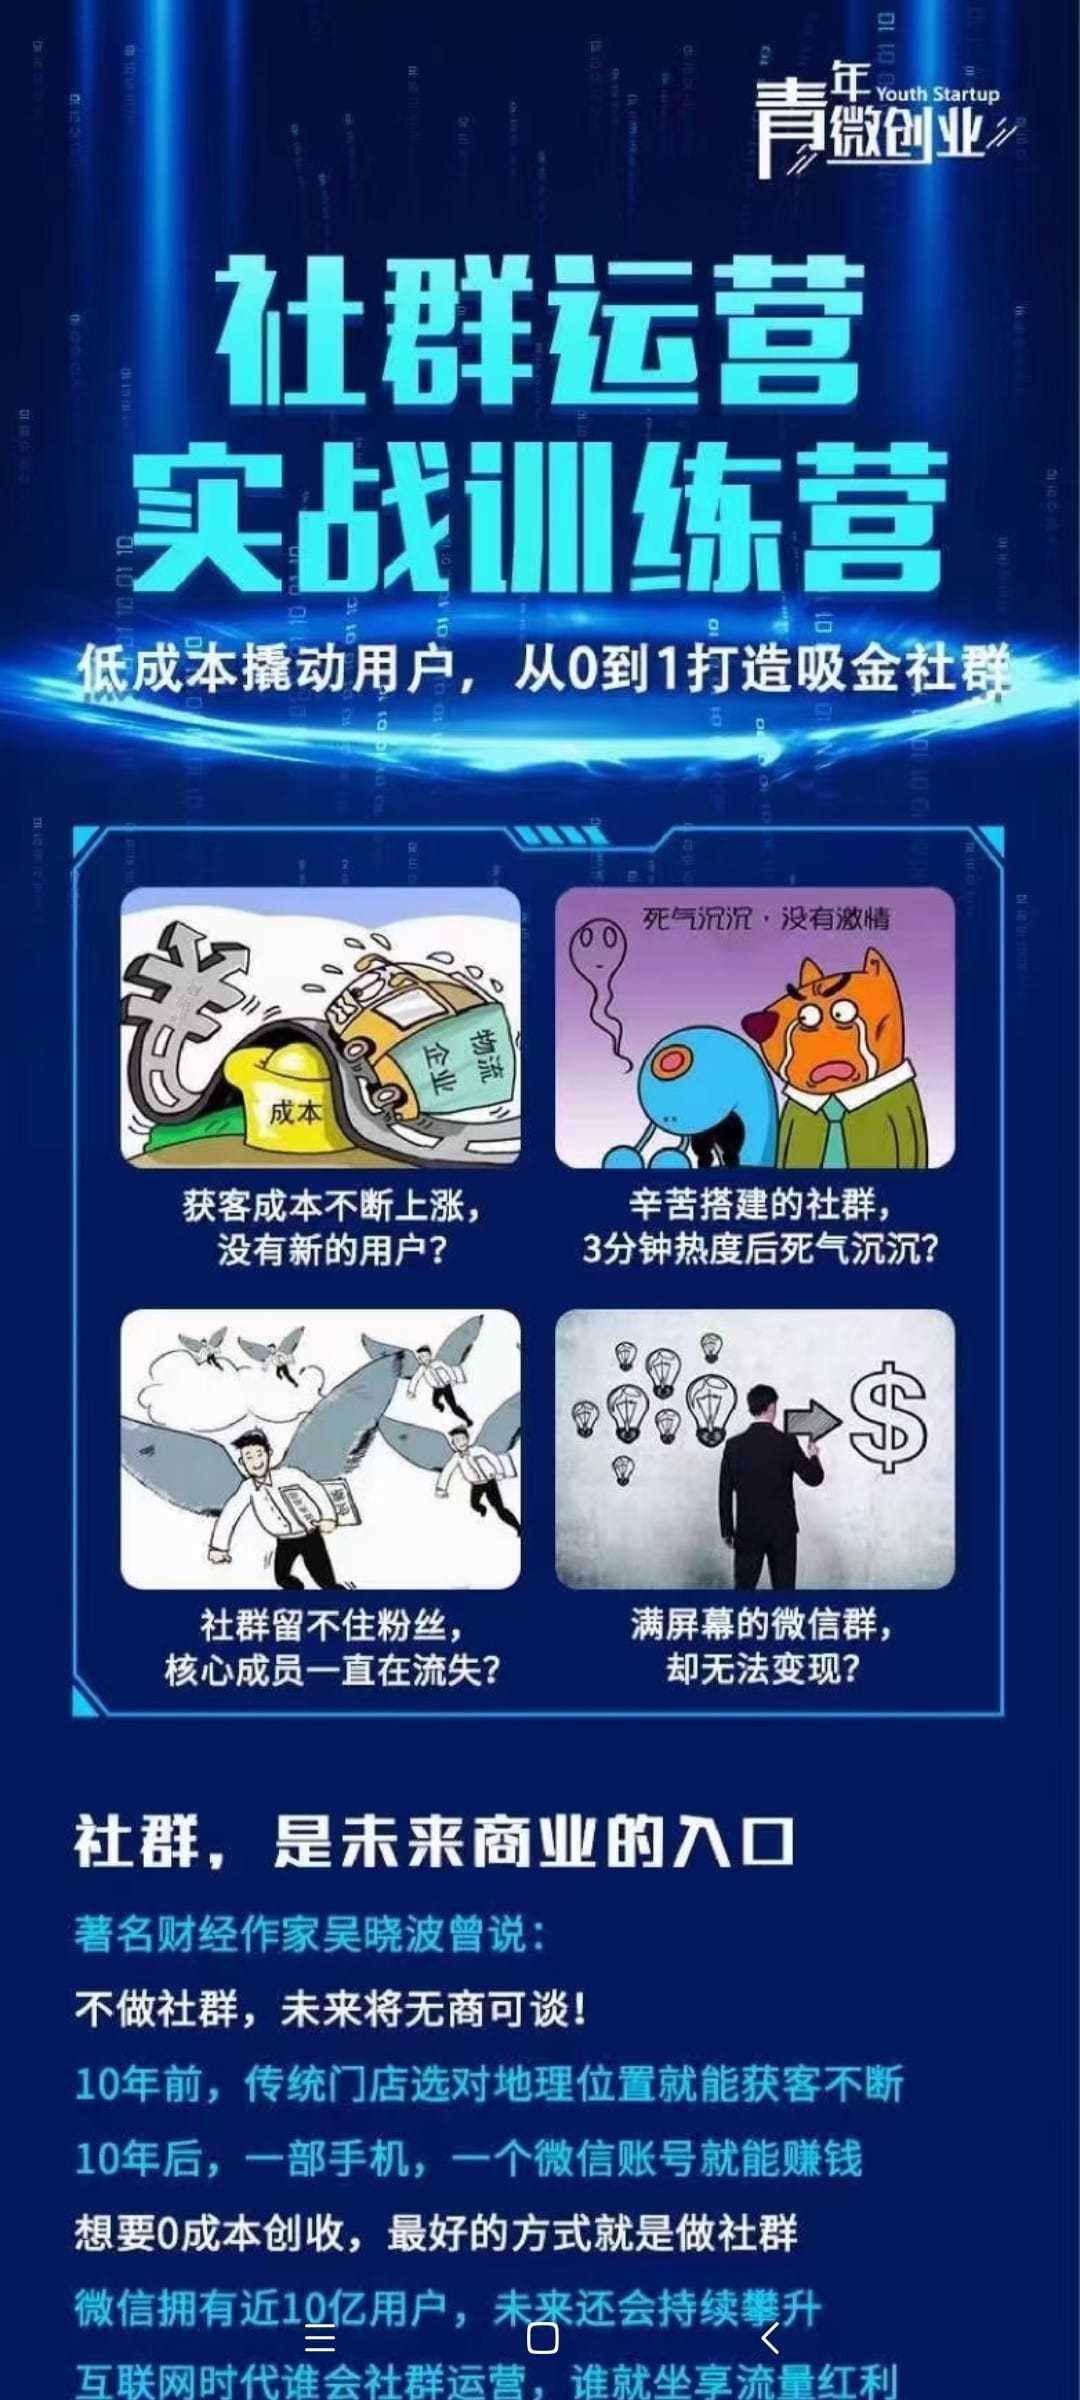 青年微创业
Youth Startup
社群运营
实战训练营
低成本撬动用户，从0到1打造吸金社群
成本
物流
企业
死气沉沉·没有激情
获客成本不断上涨，
没有新的用户？
辛苦搭建的社群，
3分钟热度后死气沉沉？
社群留不住粉丝，
核心成员一直在流失？
满屏幕的微信群，
却无法变现？
社群，是未来商业的入口
著名财经作家吴晓波曾说：
不做社群，未来将无商可谈！
10年前，传统门店选对地理位置就能获客不断
10年后，一部手机，一个微信账号就能赚钱
想要0成本创收，最好的方式就是做社群
微信拥有近10亿用户，未来还会持续攀升
互联网时代谁会社群运营，谁就坐享流量红利